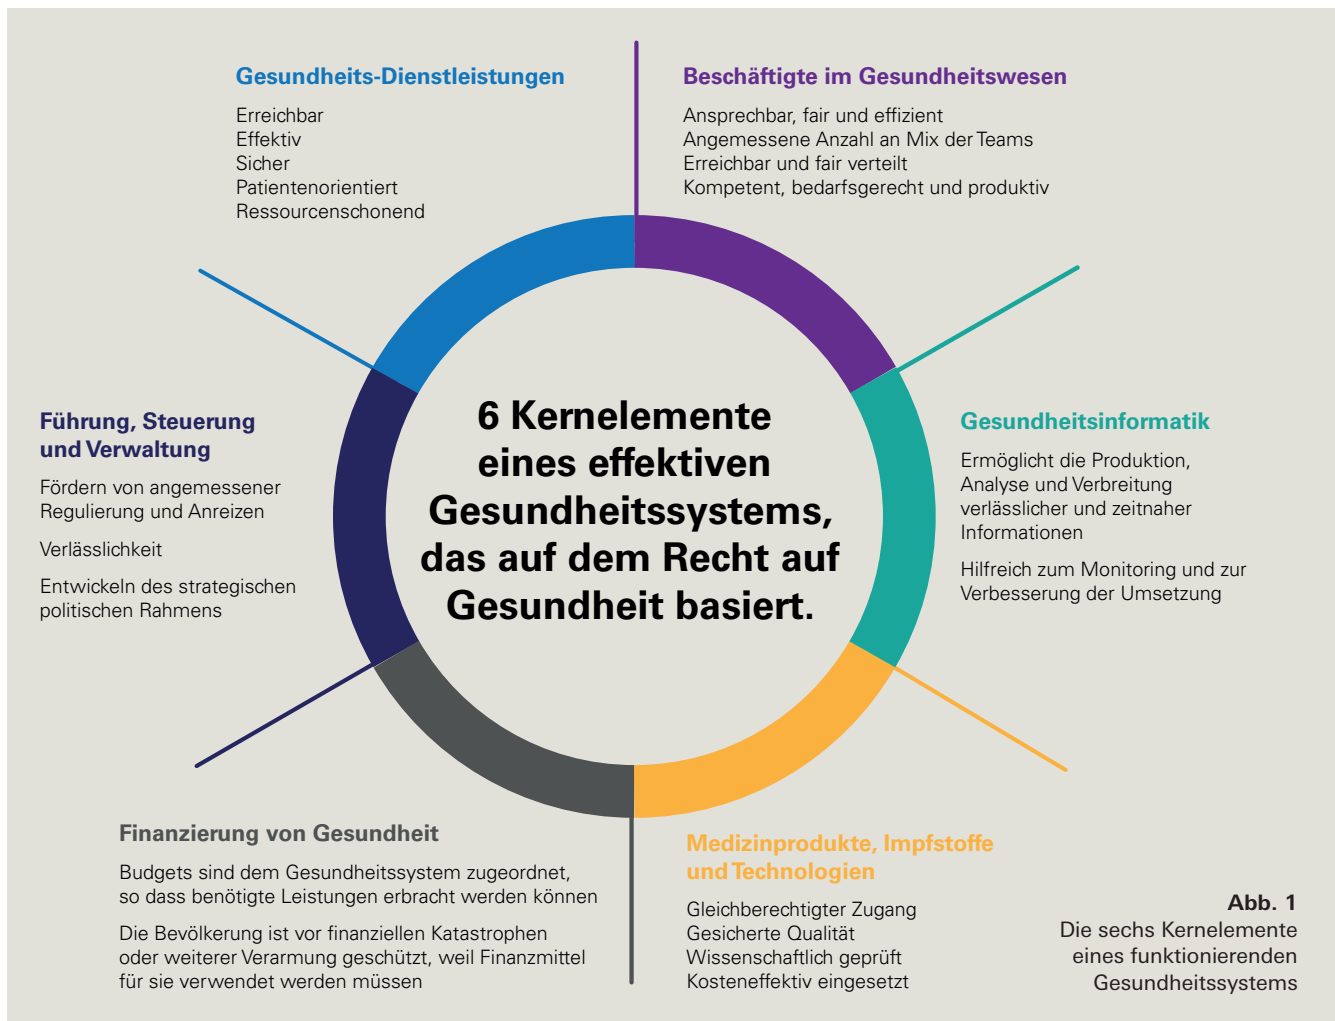 Gesundheits-Dienstleistungen
Erreichbar
Effektiv
Sicher
Patientenorientiert
Ressourcenschonend
Beschäftigte im Gesundheitswesen
Ansprechbar, fair und effizient
Angemessene Anzahl an Mix der Teams
Erreichbar und fair verteilt
Kompetent, bedarfsgerecht und produktiv
Führung, Steuerung
und Verwaltung
Fördern von angemessener
Regulierung und Anreizen
Verlässlichkeit
Entwickeln des strategischen
politischen Rahmens
6 Kernelemente
eines effektiven
Gesundheitssystems,
das auf dem Recht auf
Gesundheit basiert.
Gesundheitsinformatik
Ermöglicht die Produktion,
Analyse und Verbreitung
verlässlicher und zeitnaher
Informationen
Hilfreich zum Monitoring und zur
Verbesserung der Umsetzung
Finanzierung von Gesundheit
Budgets sind dem Gesundheitssystem zugeordnet,
so dass benötigte Leistungen erbracht werden können
Die Bevölkerung ist vor finanziellen Katastrophen
oder weiterer Verarmung geschützt, weil Finanzmittel
für sie verwendet werden müssen
Medizinprodukte, Impfstoffe
und Technologien
Gleichberechtigter Zugang
Gesicherte Qualität
Wissenschaftlich geprüft
Kosteneffektiv eingesetzt
Abb. 1
Die sechs Kernelemente
eines funktionierenden
Gesundheitssystems